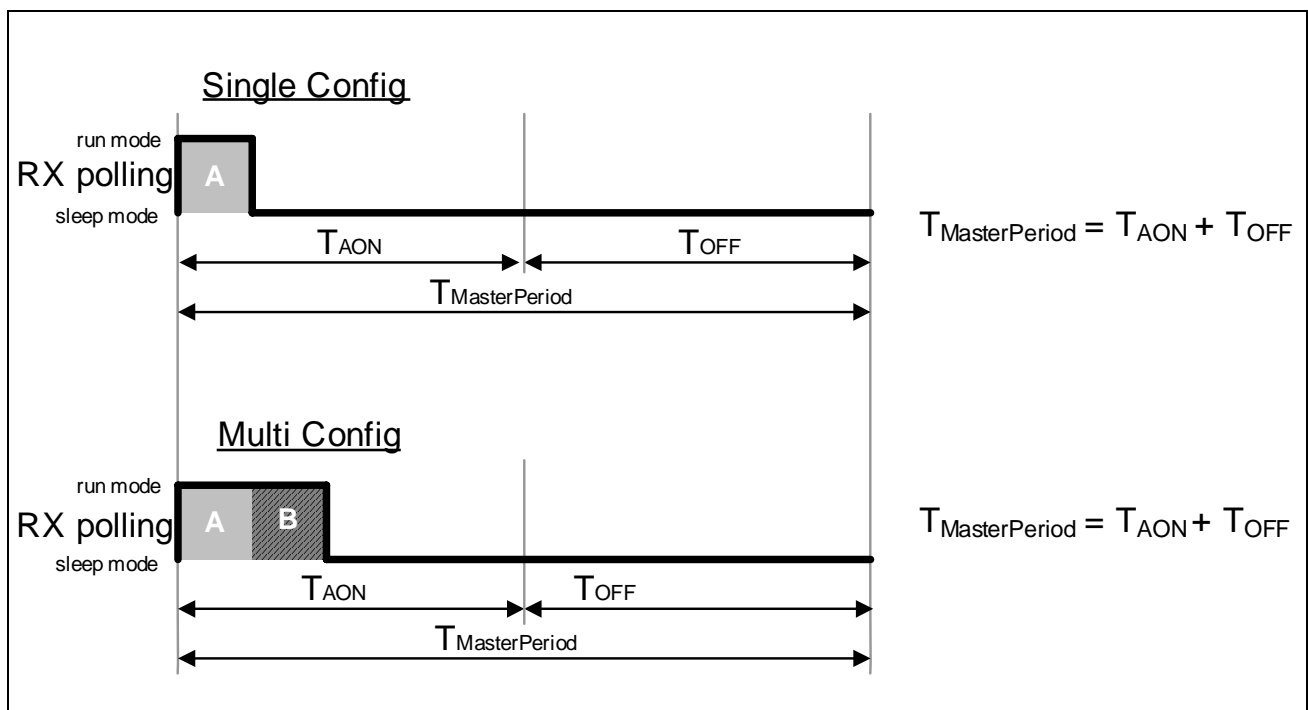 Single Config
run mode
RX polling
A
sleep mode
TAON
TOFF
TMasterPeriod
TMasterPeriod = TAON + TOFF
Multi Config
run mode
RX polling
A
B
sleep mode
TAON
TOFF
TMasterPeriod
TMasterPeriod = TAON + TOFF